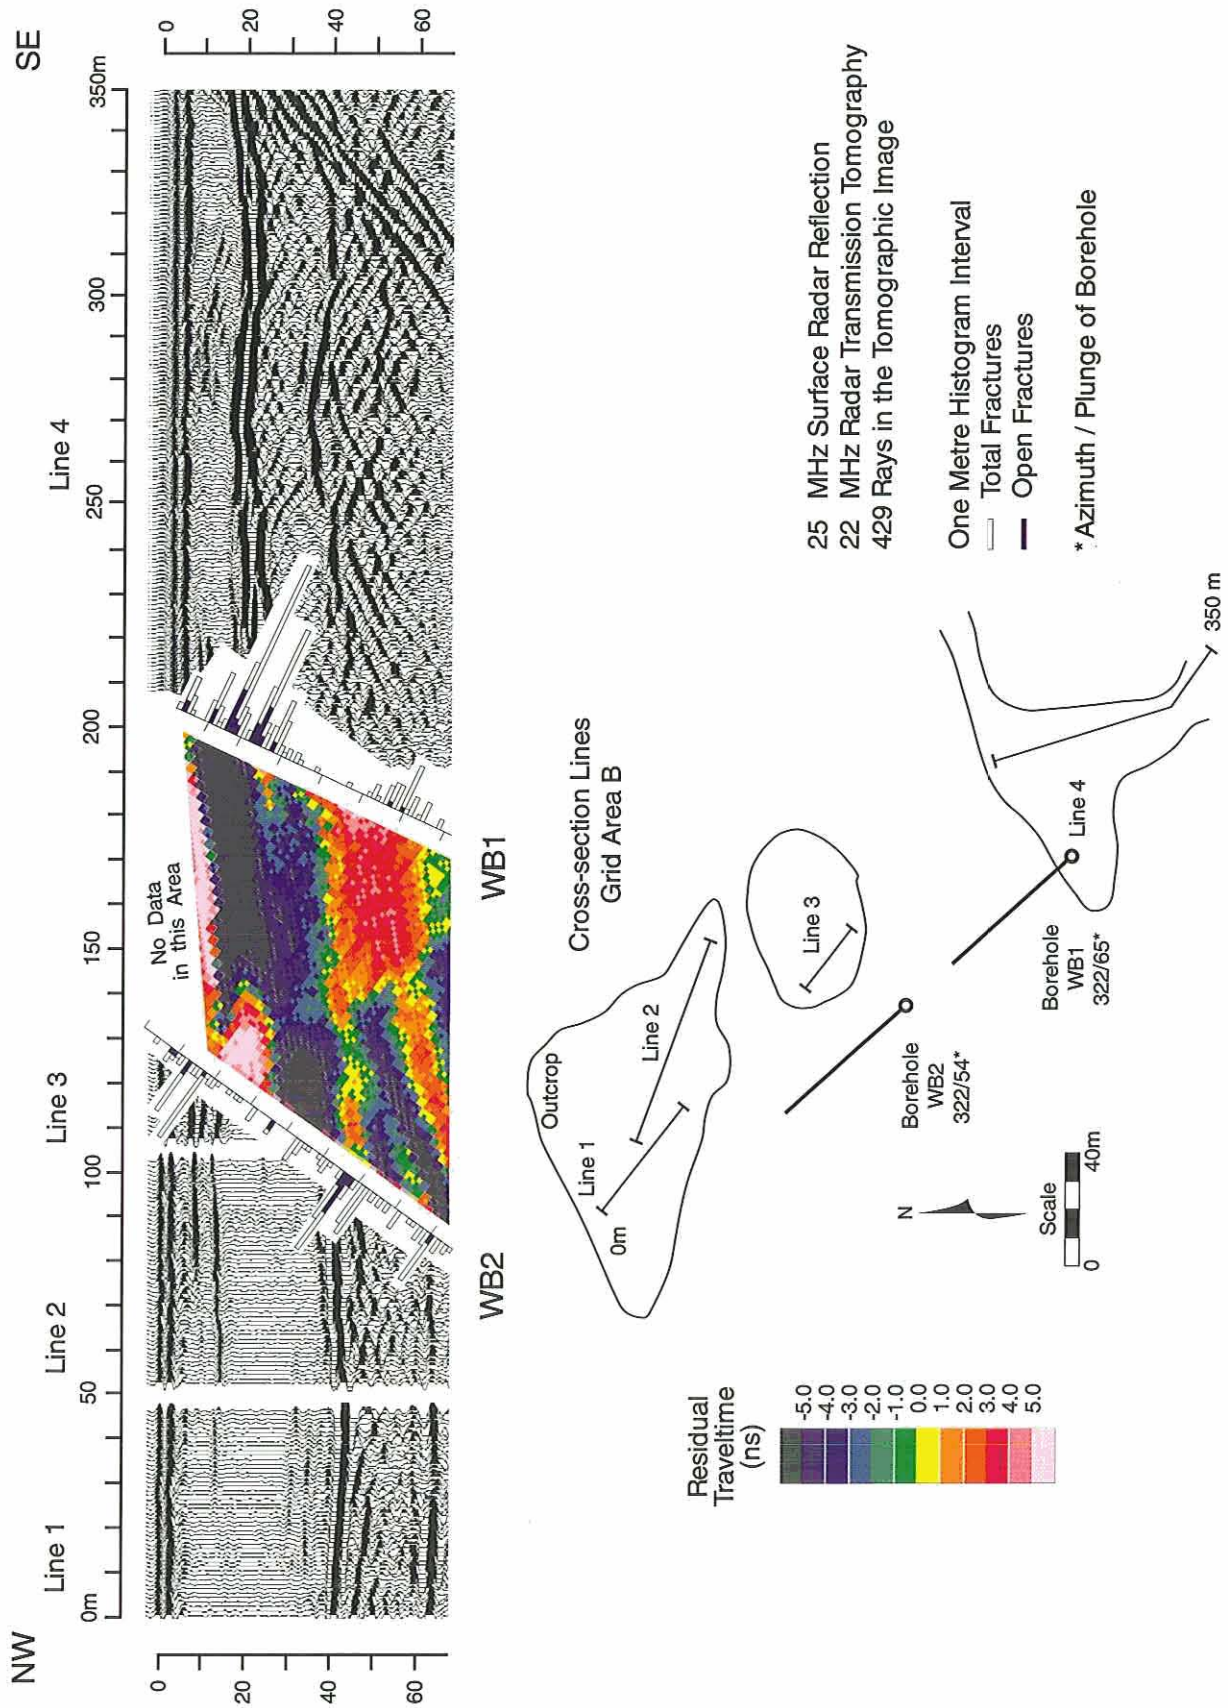 NW
SE
Line 1
Line 2
Line 3
Line 4
0m
50
100
150
200
250
300
350m
0
20
40
60
0
20
40
60
No Data
in this Area
WB2
WB1
Residual
Traveltime
(ns)
-5.0
-4.0
-3.0
-2.0
-1.0
0.0
1.0
2.0
3.0
4.0
5.0
Cross-section Lines
Grid Area B
Outcrop
Line 1
0m
Line 2
Line 3
Line 4
350 m
Borehole
WB2
322/54*
Borehole
WB1
322/65*
N
Scale
0
40m
25 MHz Surface Radar Reflection
22 MHz Radar Transmission Tomography
429 Rays in the Tomographic Image
One Metre Histogram Interval
Total Fractures
Open Fractures
* Azimuth / Plunge of Borehole